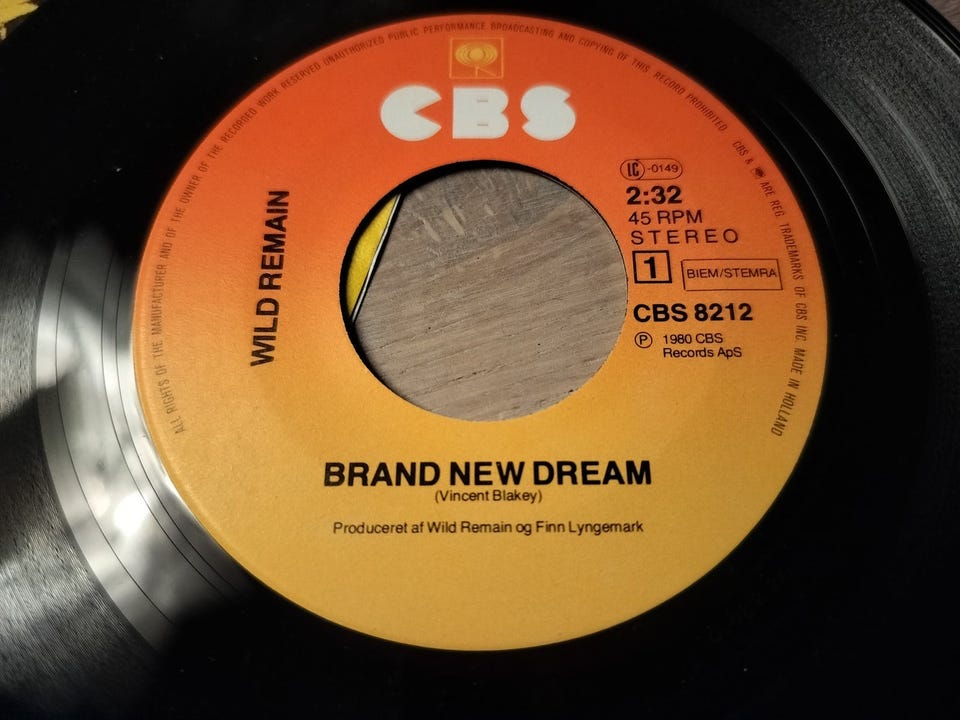 ALL RIGHTS OF THE MANUFACTURER AND OF THE OWNER OF THE RECORDED WORK RESERVED UNAUTHORIZED PUBLIC PERFORMANCE BROADCASTING AND COPYING OF THIS RECORD PROHIBITED
CBS & ARE REG. TRADEMARKS OF CBS INC. MADE IN HOLLAND
CBS
WILD REMAIN
LC-0149
2:32
45 RPM
STEREO
1
BIEM/STEMRA
CBS 8212
Ⓟ 1980 CBS
Records ApS
BRAND NEW DREAM
(Vincent Blakey)
Produceret af Wild Remain og Finn Lyngemark